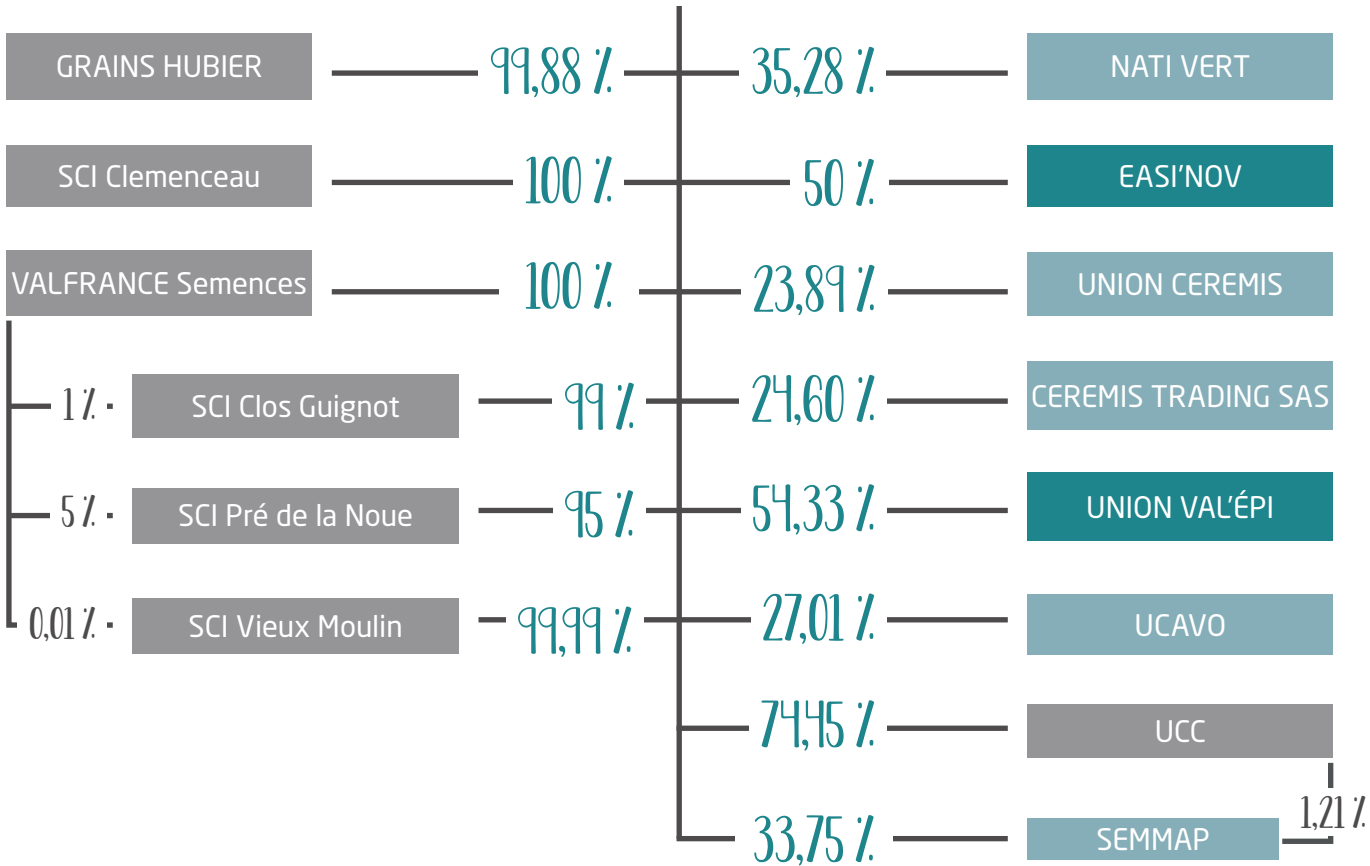 GRAINS HUBIER 99,88 % 35,28 % NATI VERT
SCI Clemenceau 100 % 50 % EASI'NOV
VALFRANCE Semences 100 % 23,89 % UNION CEREMIS
1 % SCI Clos Guignot 99 % 24,60 % CEREMIS TRADING SAS
5 % SCI Pré de la Noue 95 % 54,33 % UNION VAL'ÉPI
0,01 % SCI Vieux Moulin 99,99 % 27,01 % UCAVO
74,45 % UCC
1,21 %
33,75 % SEMMAP